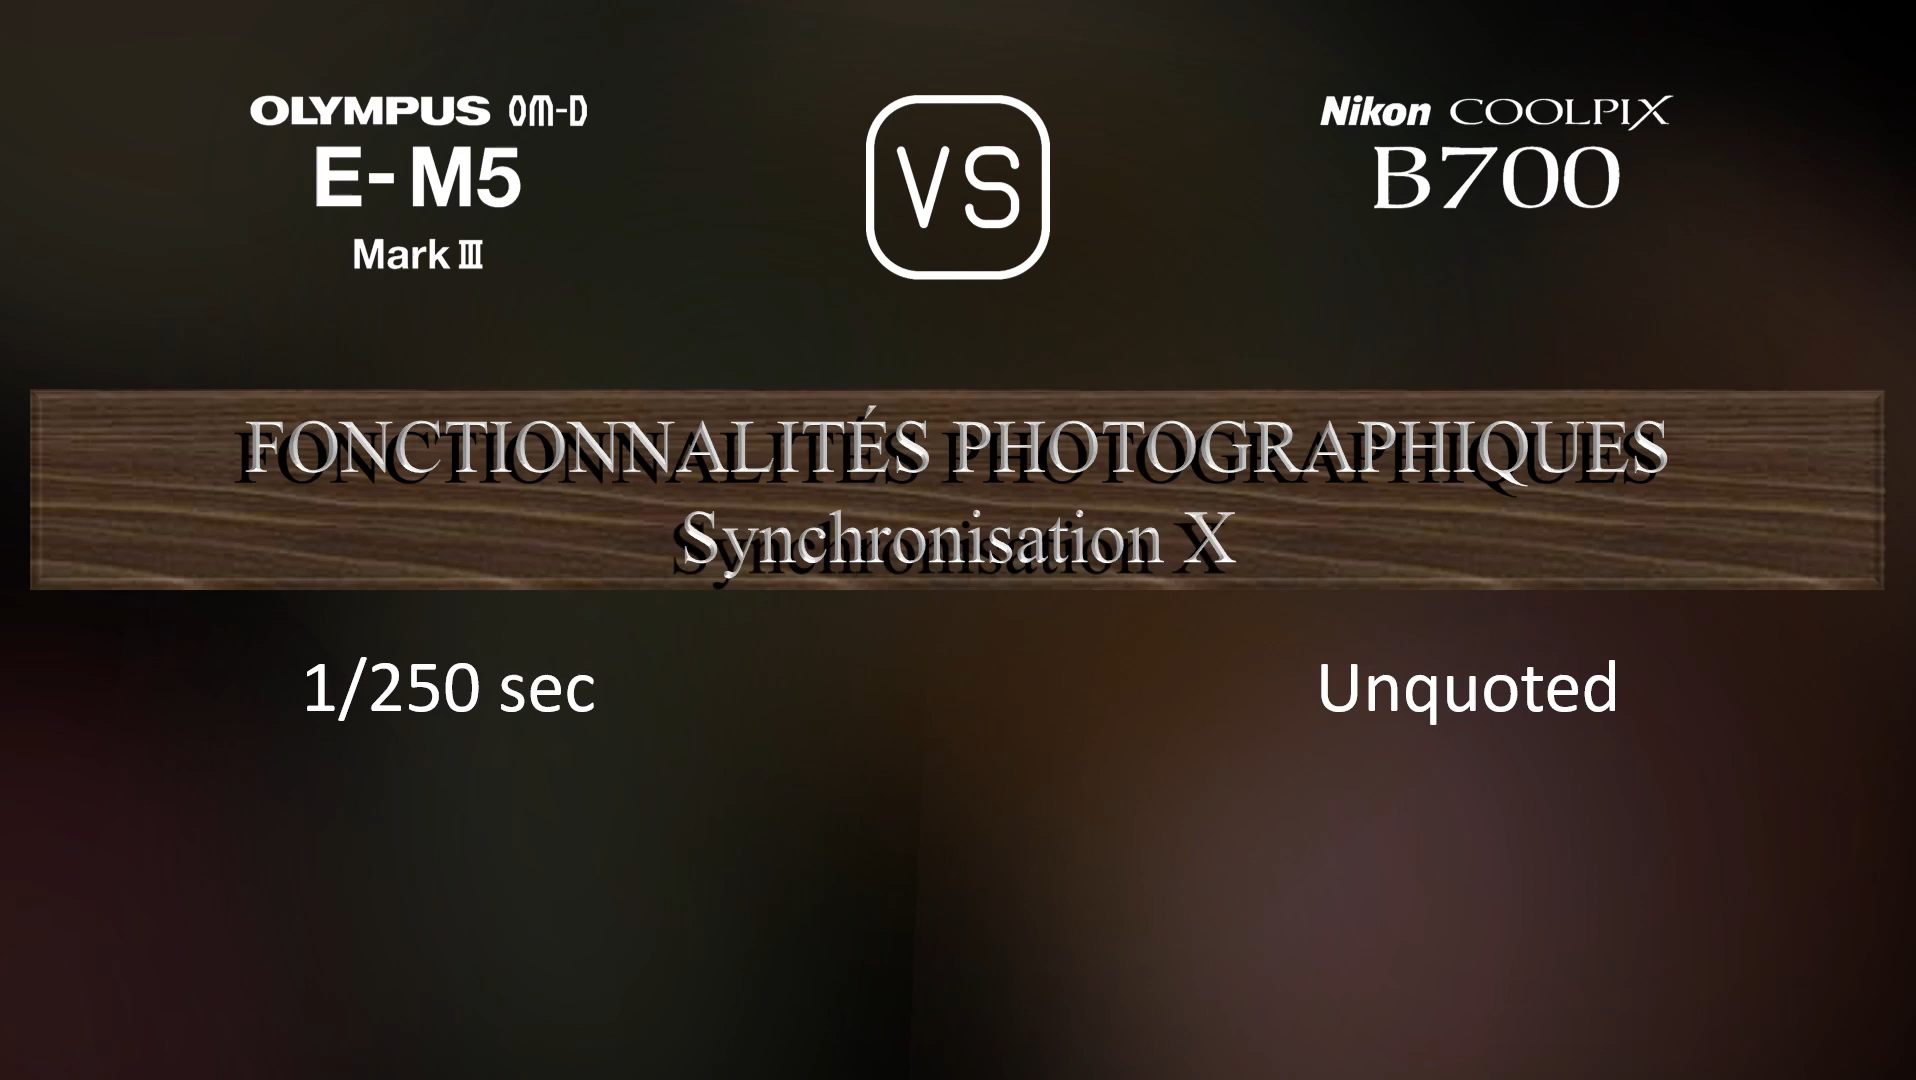 OLYMPUS OM-D
E-M5
Mark III
VS
Nikon COOLPIX
B700
FONCTIONNALITÉS PHOTOGRAPHIQUES
Synchronisation X
1/250 sec
Unquoted